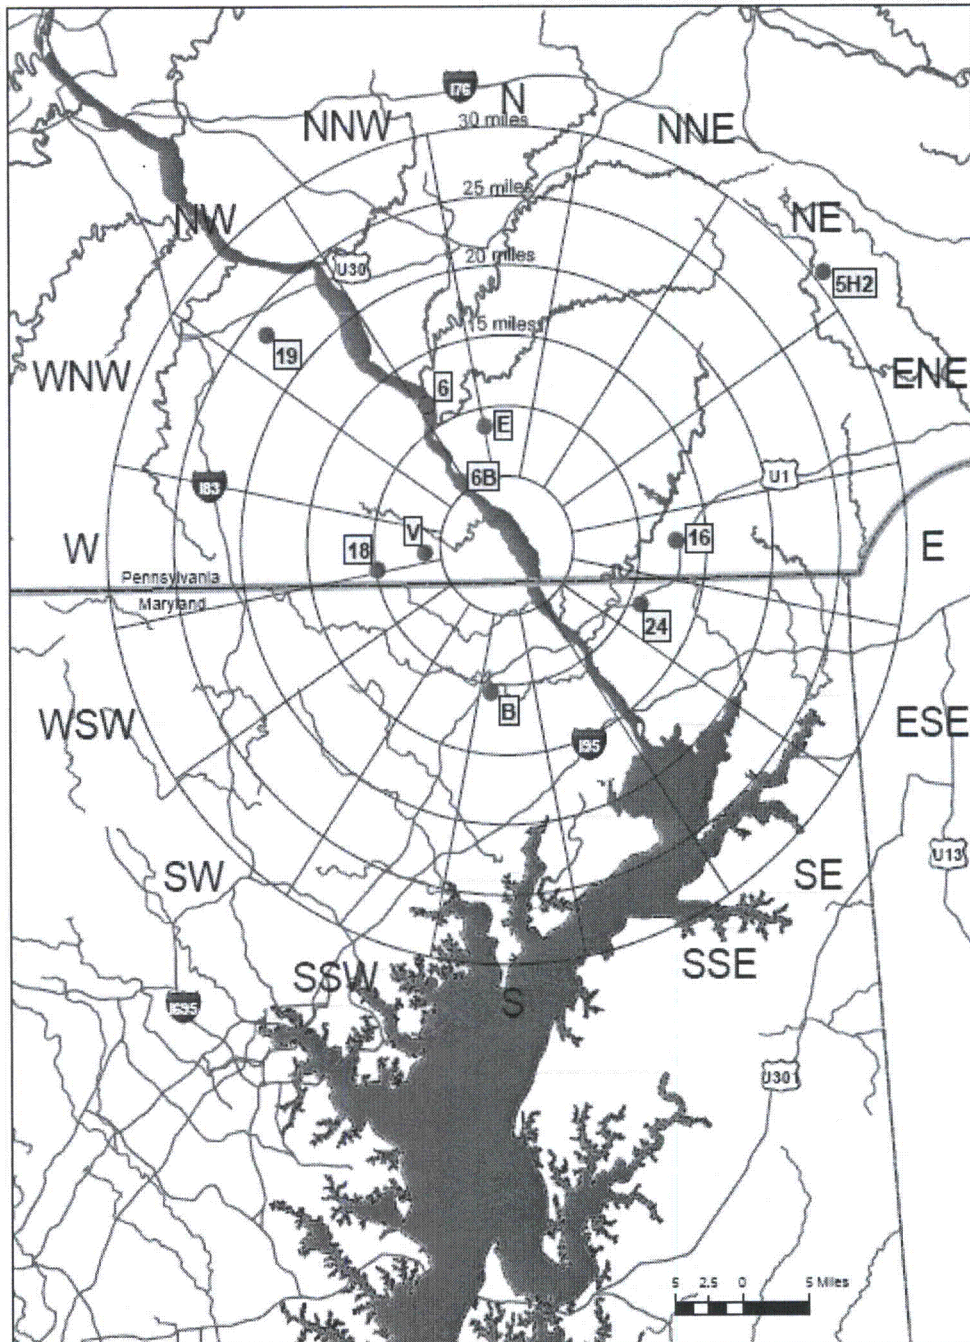 I76
N
NNW
30 miles
NNE
25 miles
NW
NE
20 miles
U30
5H2
15 miles
19
WNW
6
ENE
E
6B
U1
I83
V
16
W
18
E
Pennsylvania
Maryland
24
B
WSW
ESE
I95
U13
SW
SE
SSW
SSE
S
I695
U301
5 2.5 0 5 Miles